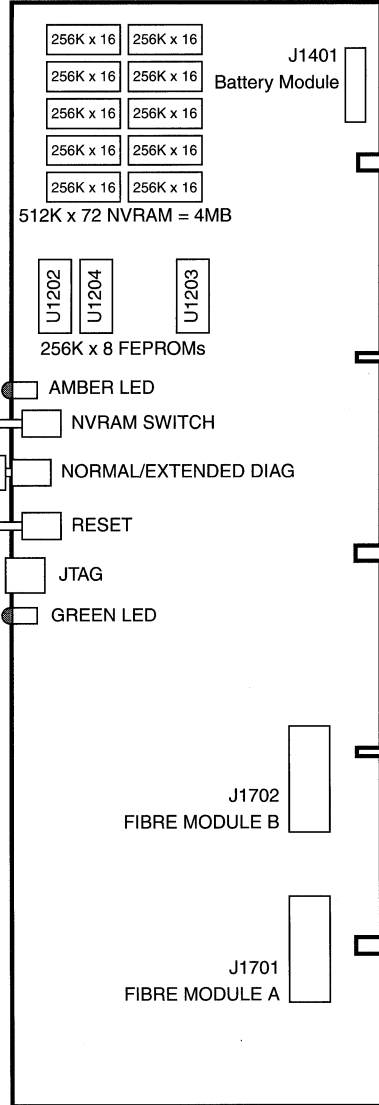 256K x 16 256K x 16
J1401
256K x 16 256K x 16
Battery Module
256K x 16 256K x 16
256K x 16 256K x 16
256K x 16 256K x 16
512K x 72 NVRAM = 4MB
U1202 U1204 U1203
256K x 8 FEPROMs
AMBER LED
NVRAM SWITCH
NORMAL/EXTENDED DIAG
RESET
JTAG
GREEN LED
J1702
FIBRE MODULE B
J1701
FIBRE MODULE A